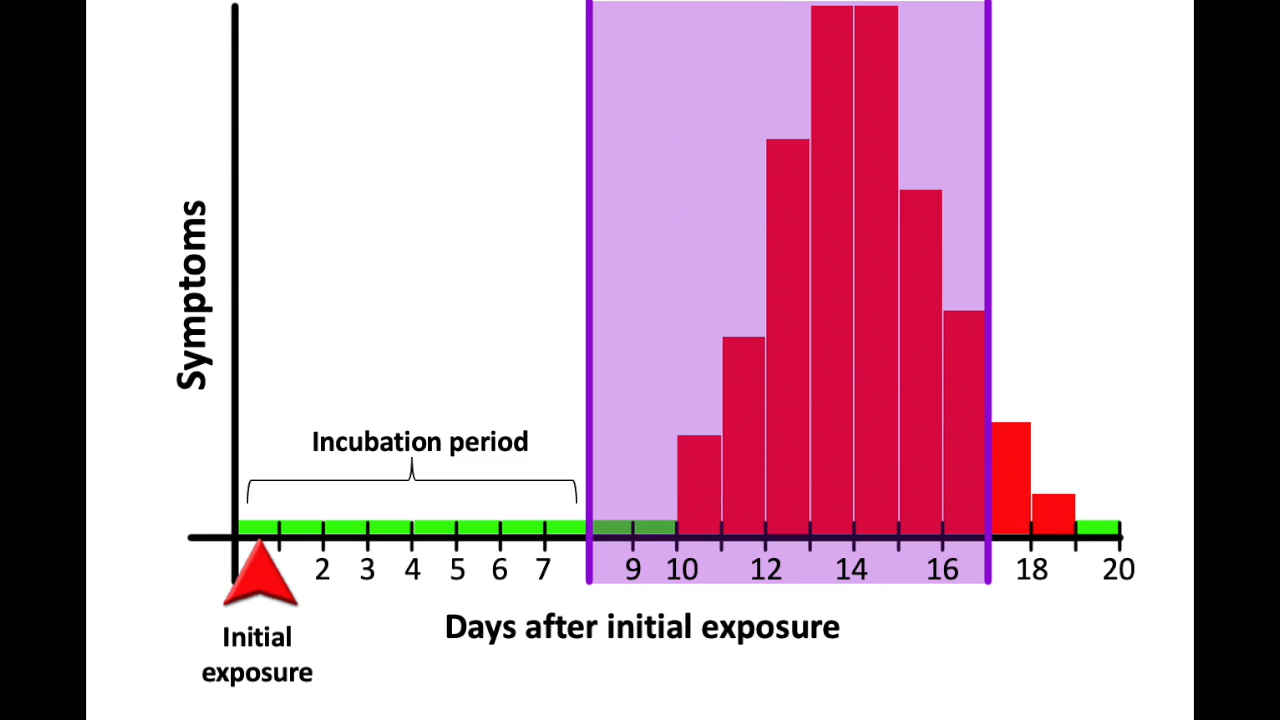 Symptoms
Incubation period
2 3 4 5 6 7 9 10 12 14 16 18 20
Initial
exposure
Days after initial exposure